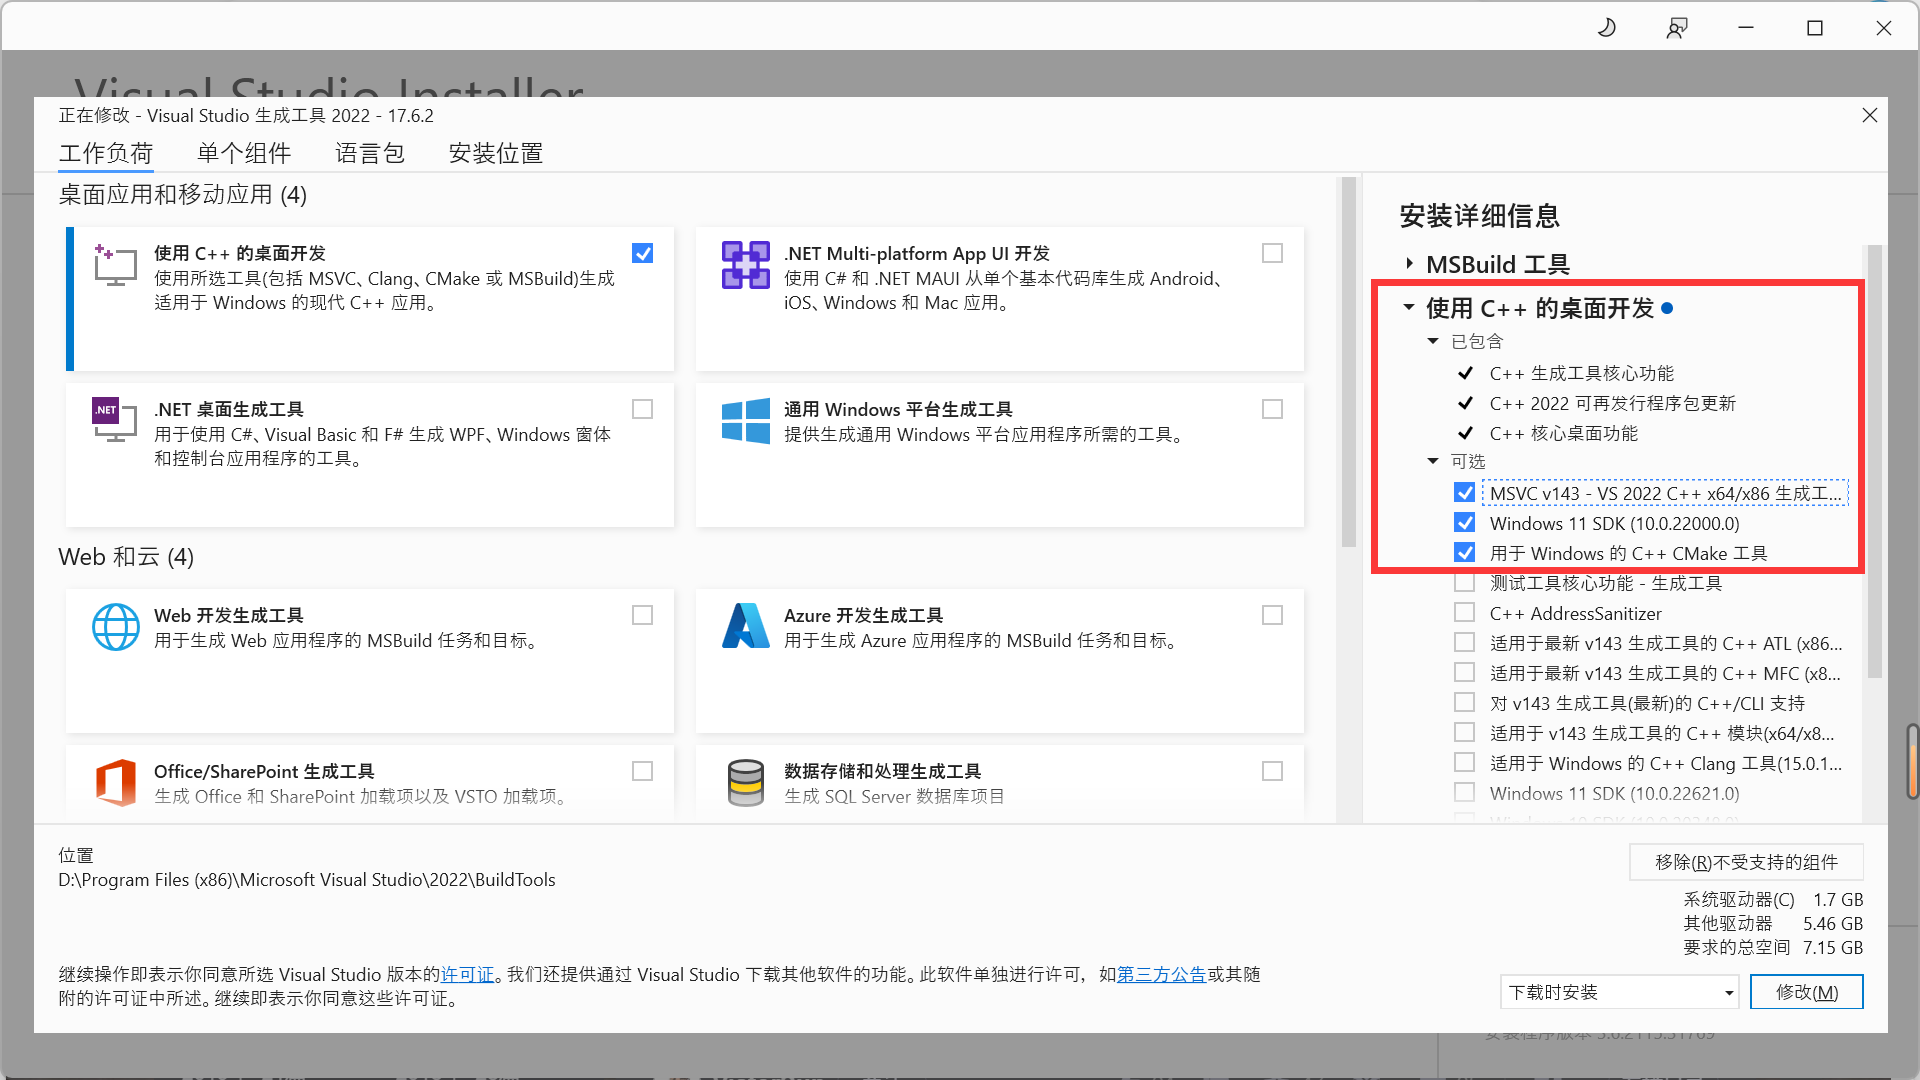 Visual Studio Installer
正在修改 - Visual Studio 生成工具 2022 - 17.6.2
工作负荷 单个组件 语言包 安装位置
桌面应用和移动应用 (4)
使用 C++ 的桌面开发
使用所选工具(包括 MSVC、Clang、CMake 或 MSBuild)生成
适用于 Windows 的现代 C++ 应用。
.NET Multi-platform App UI 开发
使用 C# 和 .NET MAUI 从单个基本代码库生成 Android、
iOS、Windows 和 Mac 应用。
.NET
.NET 桌面生成工具
用于使用 C#、Visual Basic 和 F# 生成 WPF、Windows 窗体
和控制台应用程序的工具。
通用 Windows 平台生成工具
提供生成通用 Windows 平台应用程序所需的工具。
Web 和云 (4)
Web 开发生成工具
用于生成 Web 应用程序的 MSBuild 任务和目标。
Azure 开发生成工具
用于生成 Azure 应用程序的 MSBuild 任务和目标。
Office/SharePoint 生成工具
生成 Office 和 SharePoint 加载项以及 VSTO 加载项。
数据存储和处理生成工具
生成 SQL Server 数据库项目
安装详细信息
MSBuild 工具
使用 C++ 的桌面开发
已包含
C++ 生成工具核心功能
C++ 2022 可再发行程序包更新
C++ 核心桌面功能
可选
MSVC v143 - VS 2022 C++ x64/x86 生成工...
Windows 11 SDK (10.0.22000.0)
用于 Windows 的 C++ CMake 工具
测试工具核心功能 - 生成工具
C++ AddressSanitizer
适用于最新 v143 生成工具的 C++ ATL (x86...
适用于最新 v143 生成工具的 C++ MFC (x8...
对 v143 生成工具(最新)的 C++/CLI 支持
适用于 v143 生成工具的 C++ 模块(x64/x8...
适用于 Windows 的 C++ Clang 工具(15.0.1...
Windows 11 SDK (10.0.22621.0)
位置
D:\Program Files (x86)\Microsoft Visual Studio\2022\BuildTools
移除(R)不受支持的组件
系统驱动器(C) 1.7 GB
其他驱动器 5.46 GB
要求的总空间 7.15 GB
继续操作即表示你同意所选 Visual Studio 版本的许可证。我们还提供通过 Visual Studio 下载其他软件的功能。此软件单独进行许可，如第三方公告或其随
附的许可证中所述。继续即表示你同意这些许可证。
下载时安装
修改(M)